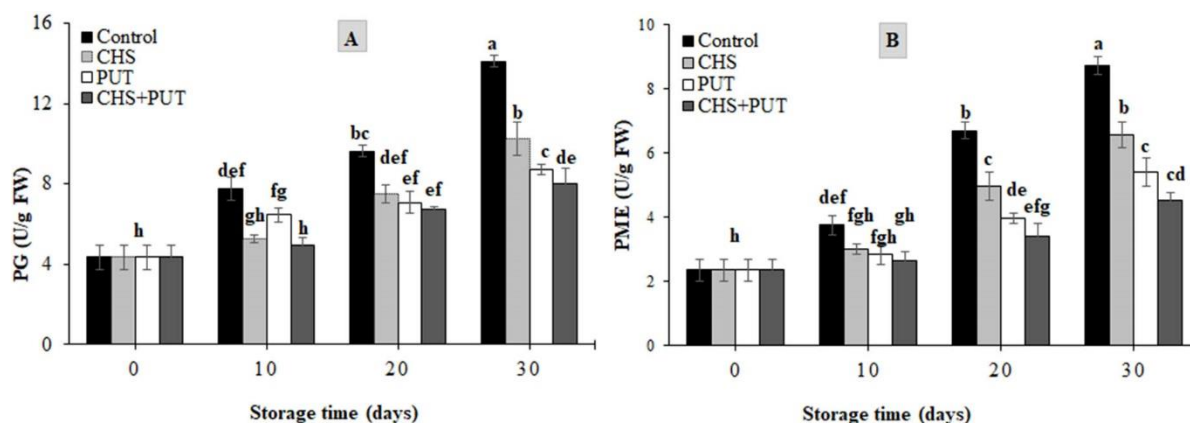 A
Control
CHS
PUT
CHS+PUT
PG (U/g FW)
16
12
8
4
0
h
def
gh
fg
h
bc
def
ef
ef
a
b
c
de
0 10 20 30
Storage time (days)
B
Control
CHS
PUT
CHS+PUT
PME (U/g FW)
10
8
6
4
2
0
h
def
fgh
fgh
gh
b
c
de
efg
a
b
c
cd
0 10 20 30
Storage time (days)